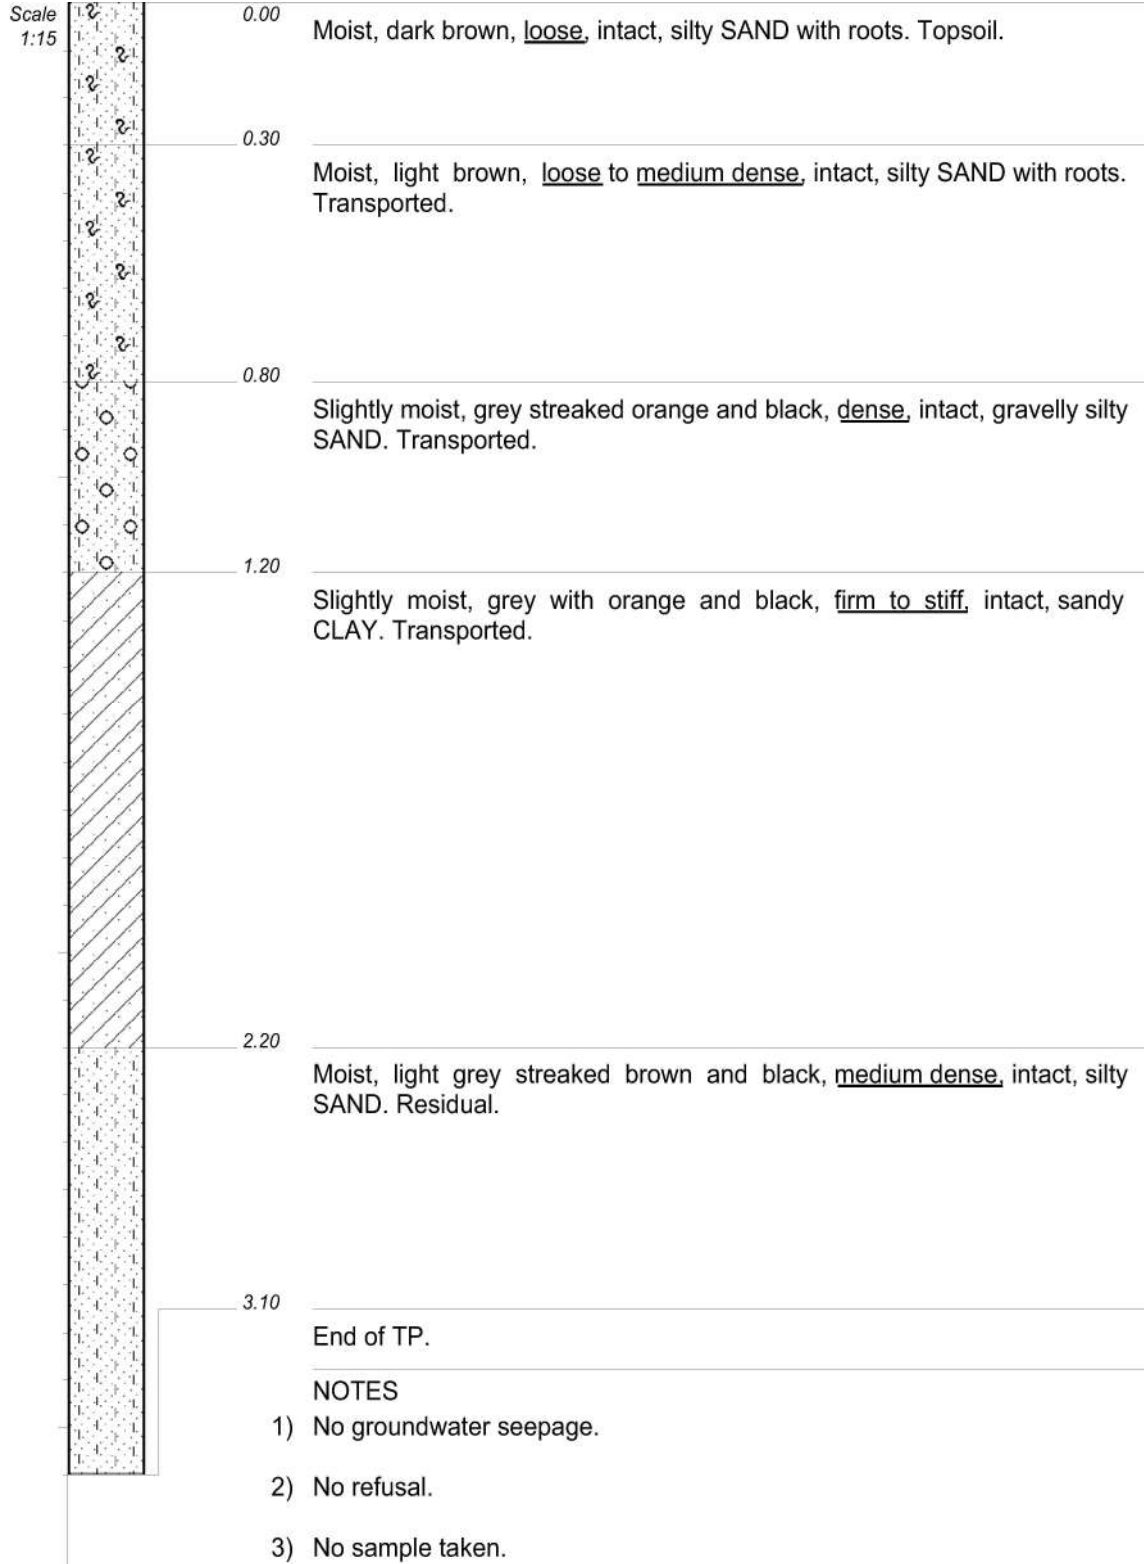 Scale
1:15
0.00
Moist, dark brown, loose, intact, silty SAND with roots. Topsoil.
0.30
Moist, light brown, loose to medium dense, intact, silty SAND with roots.
Transported.
0.80
Slightly moist, grey streaked orange and black, dense, intact, gravelly silty
SAND. Transported.
1.20
Slightly moist, grey with orange and black, firm to stiff, intact, sandy
CLAY. Transported.
2.20
Moist, light grey streaked brown and black, medium dense, intact, silty
SAND. Residual.
3.10
End of TP.
NOTES
1) No groundwater seepage.
2) No refusal.
3) No sample taken.